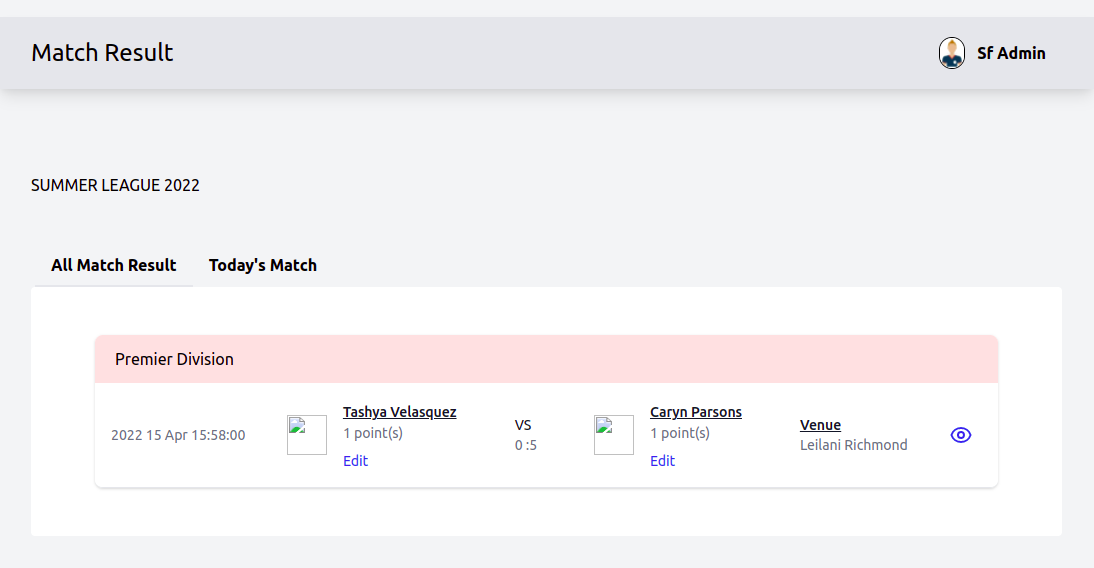 Match Result
Sf Admin
SUMMER LEAGUE 2022
All Match Result
Today's Match
Premier Division
2022 15 Apr 15:58:00
Tashya Velasquez
1 point(s)
Edit
VS
0 :5
Caryn Parsons
1 point(s)
Edit
Venue
Leilani Richmond